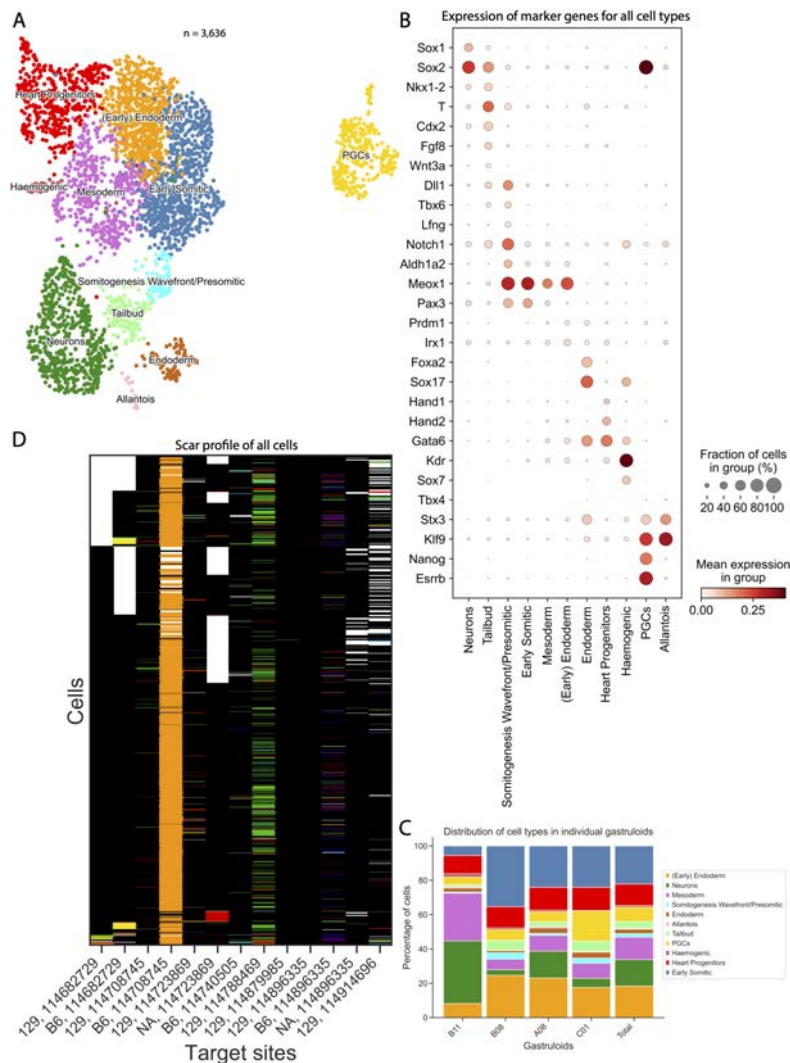 A
n = 3,636
Heart Progenitors
(Early) Endoderm
PGCs
Haemogenic
Mesoderm
Early Somitic
Somitogenesis Wavefront/Presomitic
Tailbud
Neurons
Endoderm
Allantois
B
Expression of marker genes for all cell types
Sox1
Sox2
Nkx1-2
T
Cdx2
Fgf8
Wnt3a
Dll1
Tbx6
Lfng
Notch1
Aldh1a2
Meox1
Pax3
Prdm1
Irx1
Foxa2
Sox17
Hand1
Hand2
Gata6
Kdr
Sox7
Tbx4
Stx3
Klf9
Nanog
Esrrb
Neurons
Tailbud
Somitogenesis Wavefront/Presomitic
Early Somitic
Mesoderm
(Early) Endoderm
Endoderm
Heart Progenitors
Haemogenic
PGCs
Allantois
Fraction of cells
in group (%)
20 40 60 80100
Mean expression
in group
0.00 0.25
D
Scar profile of all cells
Cells
129, 114682729
B6, 114682729
129, 114708745
B6, 114708745
129, 114723869
NA, 114723869
B6, 114740505
129, 114788469
129, 114879985
129, 114896335
B6, 114896335
NA, 114896335
129, 114914696
Target sites
C
Distribution of cell types in individual gastruloids
Percentage of cells
100
80
60
40
20
0
B11
B08
A08
C01
Total
Gastruloids
(Early) Endoderm
Neurons
Mesoderm
Somitogenesis Wavefront/Presomitic
Endoderm
Allantois
Tailbud
PGCs
Haemogenic
Heart Progenitors
Early Somitic